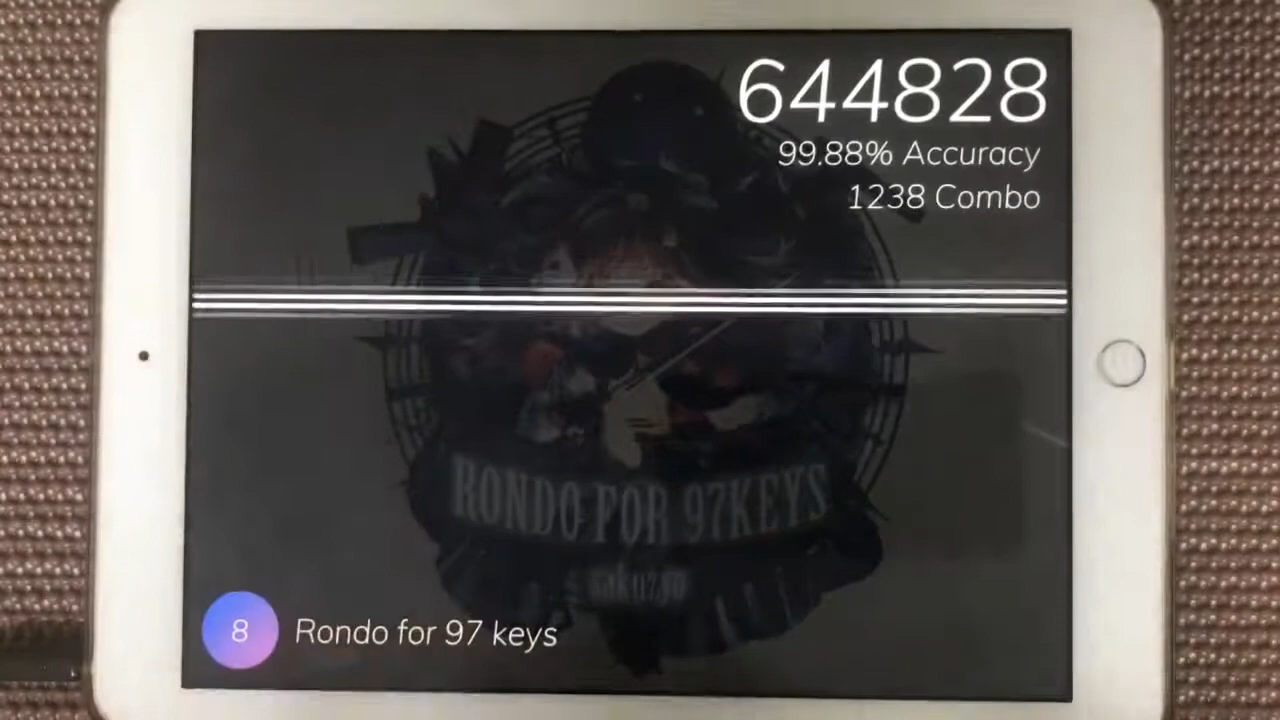 644828
99.88% Accuracy
1238 Combo
RONDO FOR 97KEYS
8 Rondo for 97 keys